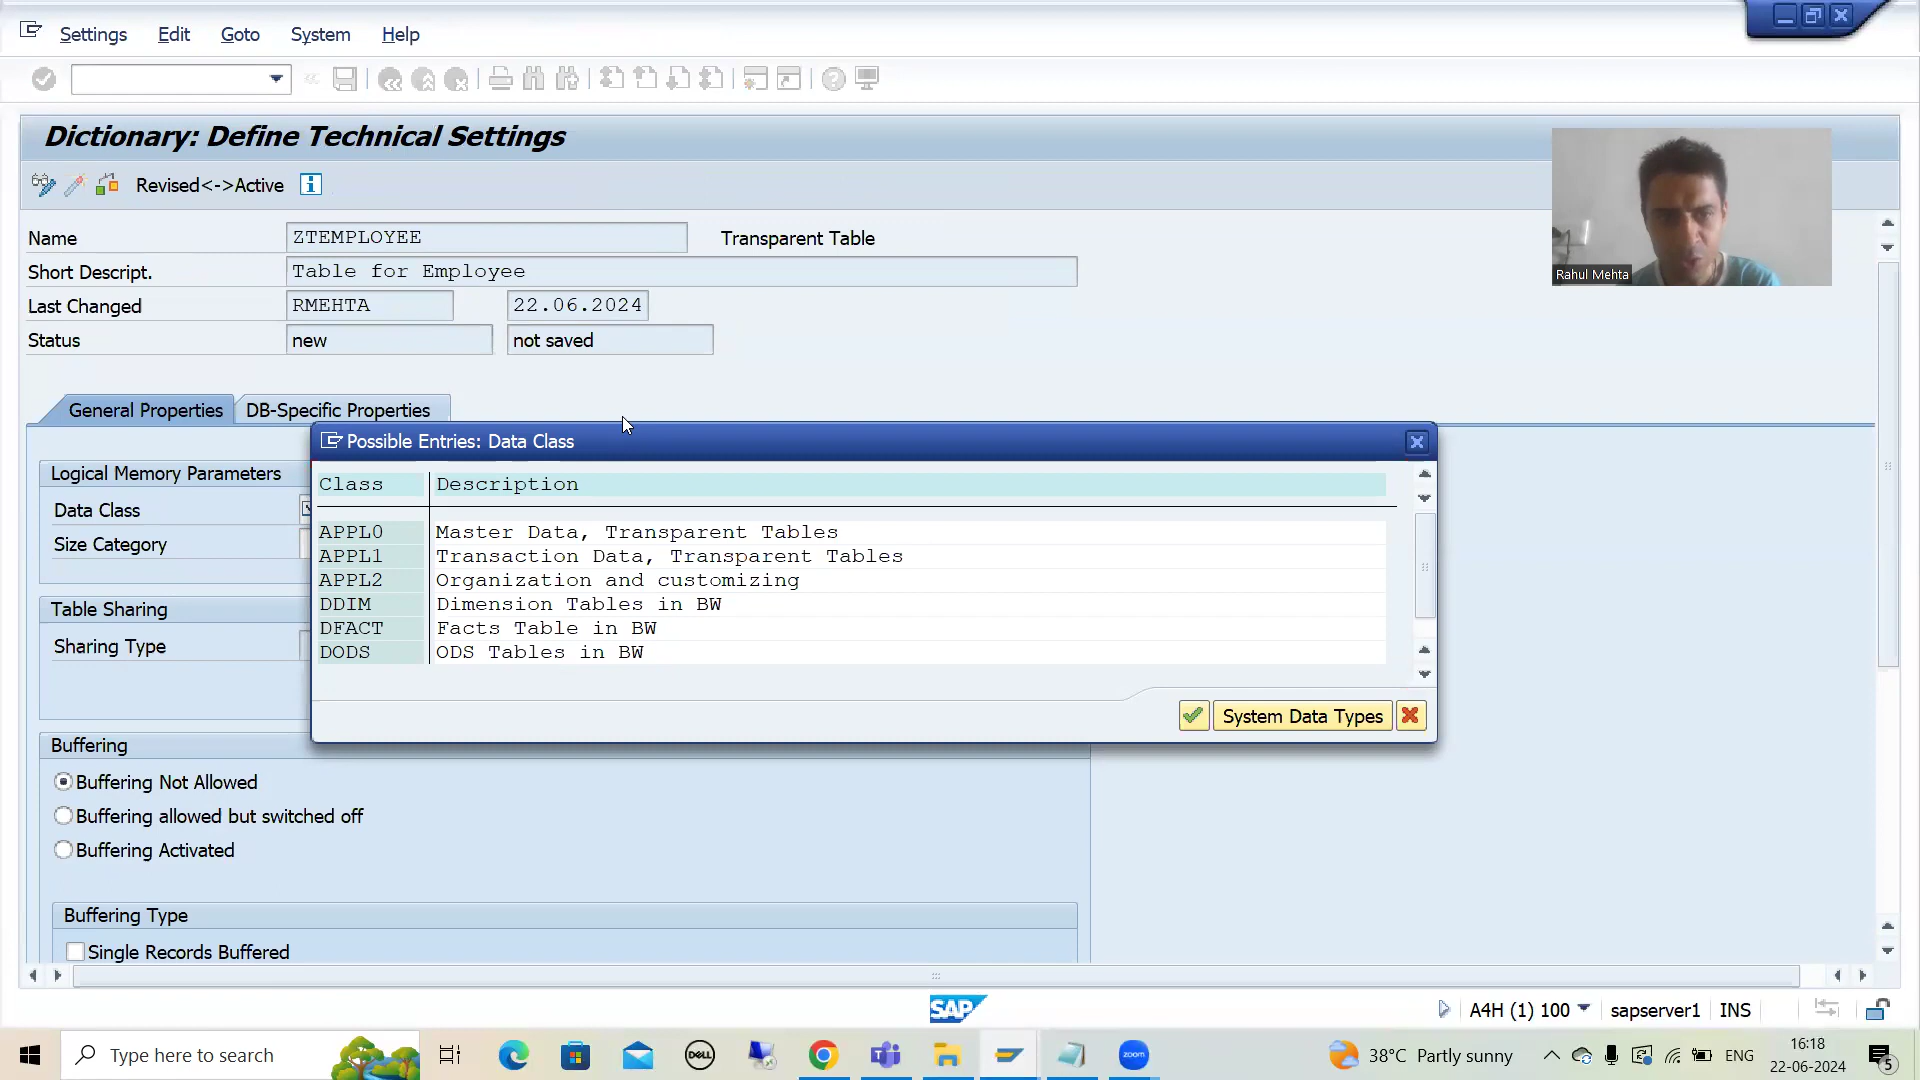 Settings Edit Goto System Help
Dictionary: Define Technical Settings
Revised<->Active
Name ZTEMPLOYEE Transparent Table
Short Descript. Table for Employee
Last Changed RMEHTA 22.06.2024
Status new not saved
Rahul Mehta
General Properties DB-Specific Properties
Possible Entries: Data Class
Logical Memory Parameters
Data Class
Size Category
Class Description
APPL0 Master Data, Transparent Tables
APPL1 Transaction Data, Transparent Tables
APPL2 Organization and customizing
DDIM Dimension Tables in BW
DFACT Facts Table in BW
DODS ODS Tables in BW
Table Sharing
Sharing Type
System Data Types
Buffering
Buffering Not Allowed
Buffering allowed but switched off
Buffering Activated
Buffering Type
Single Records Buffered
SAP
A4H (1) 100 sapserver1 INS
Type here to search
DELL
zoom
38°C Partly sunny
ENG
16:18
22-06-2024
5